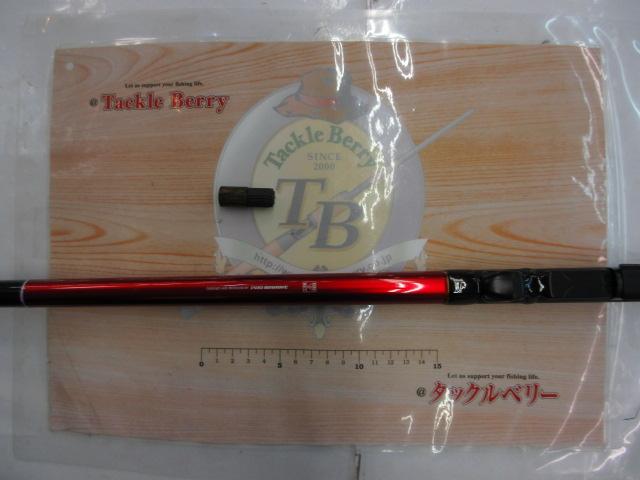 Let us support your fishing life.
@ Tackle Berry
Tackle Berry
SINCE
2000
TB
http://
.jp
0 1 2 3 4 5 6 7 8 9 10 11 12 13 14 15
Let us support your fishing life.
@ タックルベリー